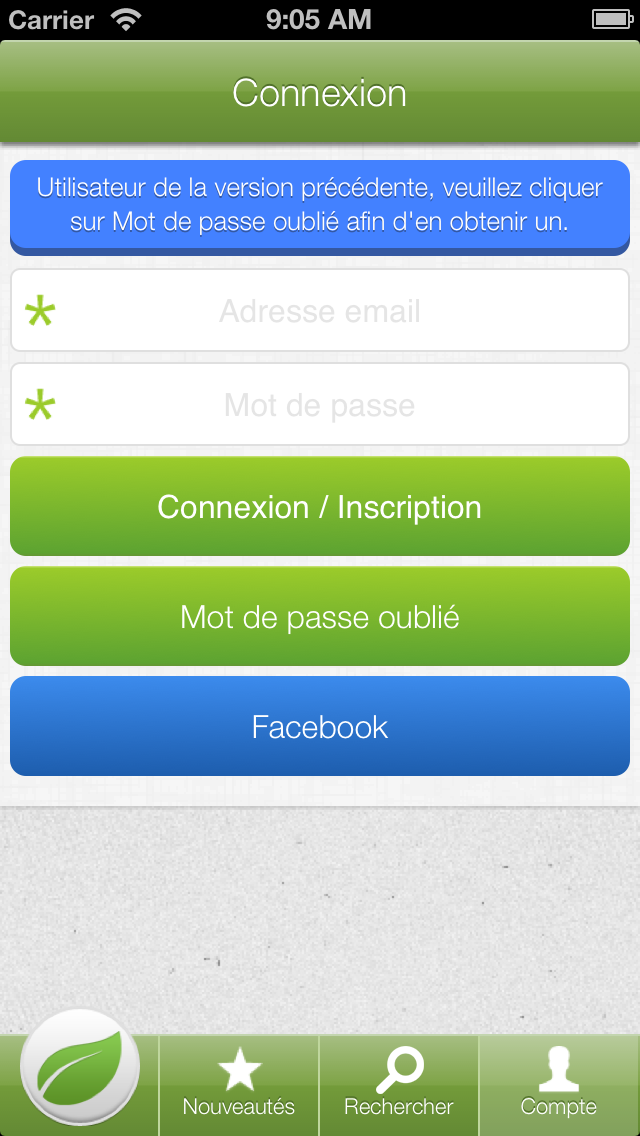 Carrier 9:05 AM
Connexion
Utilisateur de la version précédente, veuillez cliquer
sur Mot de passe oublié afin d'en obtenir un.
* Adresse email
* Mot de passe
Connexion / Inscription
Mot de passe oublié
Facebook
Nouveautés Rechercher Compte